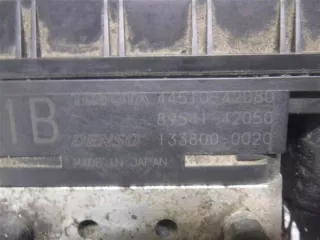 TOYOTA 44510-42080
89541-42050
1B
DENSO 133800-0020
MADE IN JAPAN